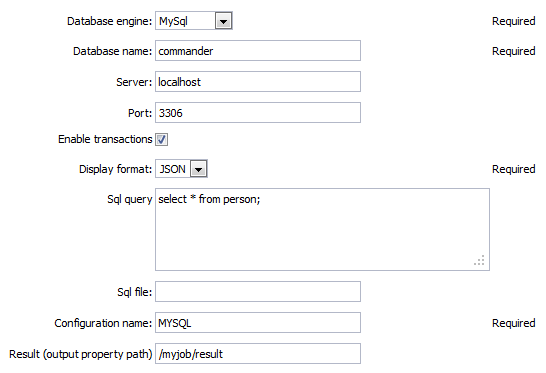 Database engine: MySql Required
Database name: commander Required
Server: localhost
Port: 3306
Enable transactions
Display format: JSON Required
Sql query select * from person;
Sql file:
Configuration name: MYSQL Required
Result (output property path) /myjob/result